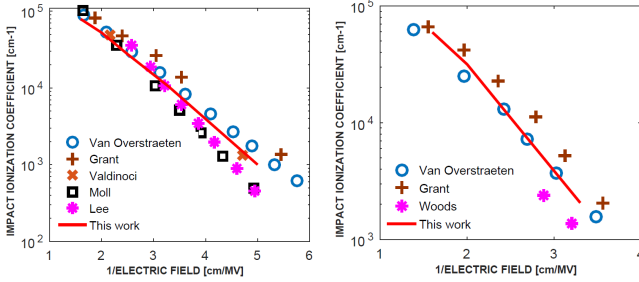 IMPACT IONIZATION COEFFICIENT [cm-1]
10^5
10^4
10^3
10^2
Van Overstraeten
Grant
Valdinoci
Moll
Lee
This work
1 2 3 4 5 6
1/ELECTRIC FIELD [cm/MV]
IMPACT IONIZATION COEFFICIENT [cm-1]
10^5
10^4
10^3
Van Overstraeten
Grant
Woods
This work
1 2 3 4
1/ELECTRIC FIELD [cm/MV]